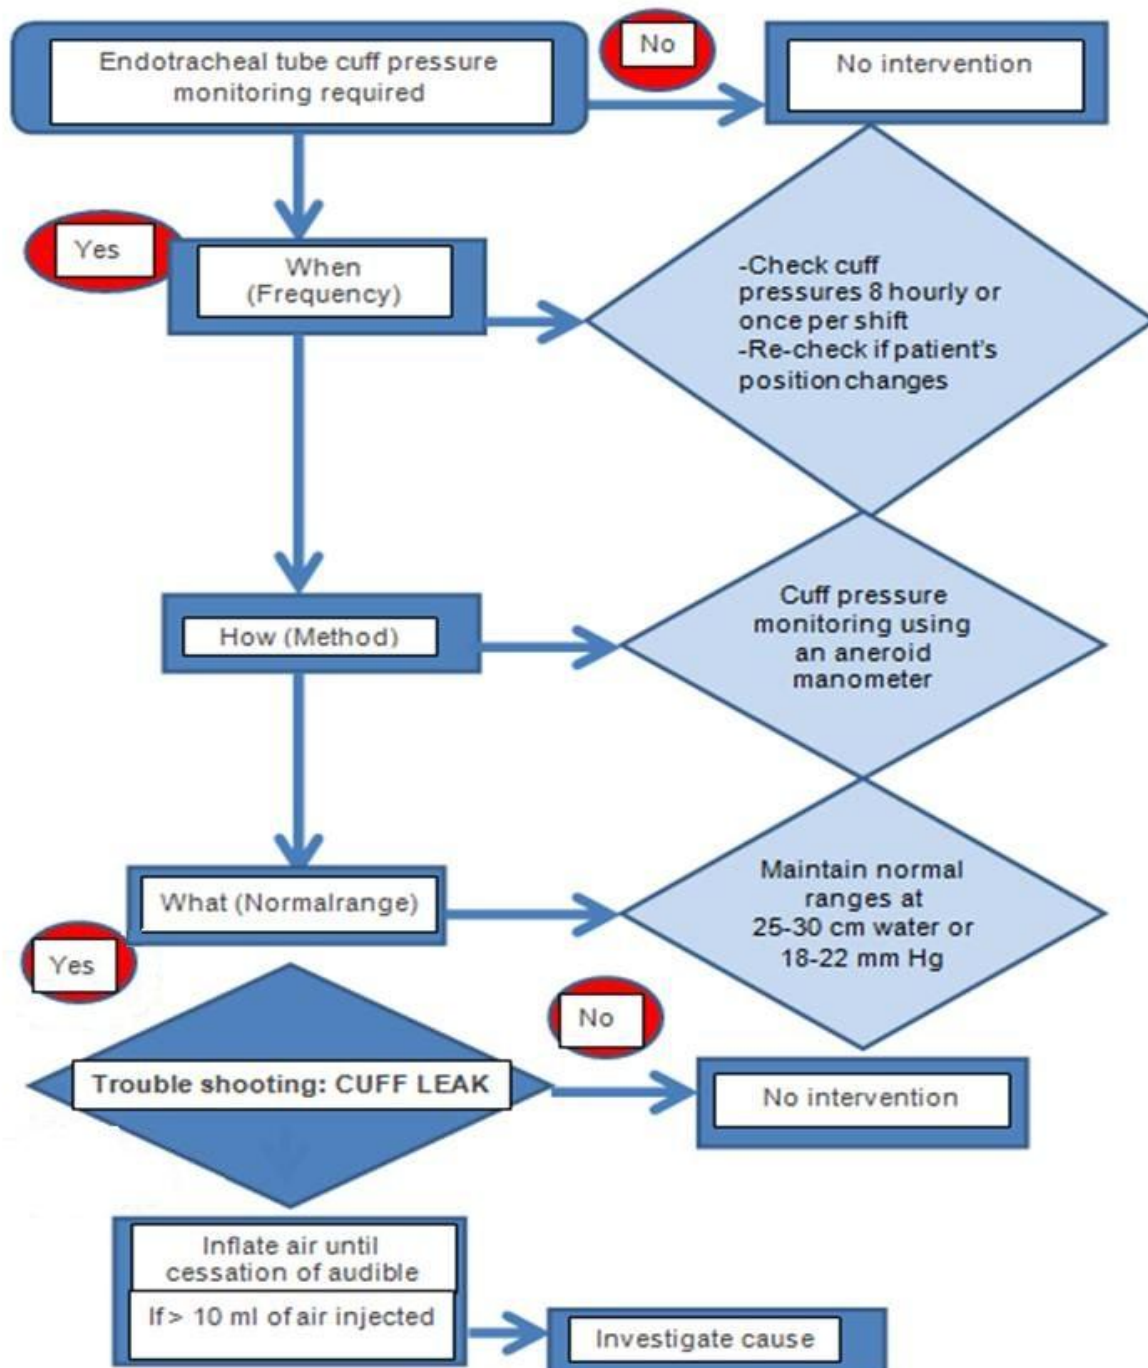 Endotracheal tube cuff pressure
monitoring required
No
No intervention
Yes
When
(Frequency)
-Check cuff
pressures 8 hourly or
once per shift
-Re-check if patient's
position changes
How (Method)
Cuff pressure
monitoring using
an aneroid
manometer
What (Normalrange)
Maintain normal
ranges at
25-30 cm water or
18-22 mm Hg
Yes
No
Trouble shooting: CUFF LEAK
No intervention
Inflate air until
cessation of audible
If > 10 ml of air injected
Investigate cause